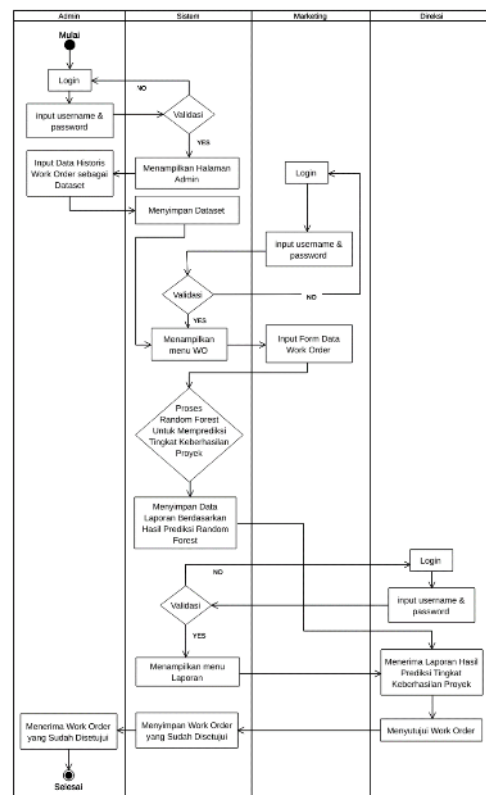 Admin
Sistem
Marketing
Direksi
Mulai
Login
NO
input username &
password
Validasi
YES
Input Data Historis
Work Order sebagai
Dataset
Menampilkan Halaman
Admin
Login
Menyimpan Dataset
input username &
password
Validasi
NO
YES
Menampilkan
menu WO
Input Form Data
Work Order
Proses
Random Forest
Untuk Memprediksi
Tingkat Keberhasilan
Proyek
Menyimpan Data
Laporan Berdasarkan
Hasil Prediksi Random
Forest
Login
NO
input username &
password
Validasi
YES
Menampilkan menu
Laporan
Menerima Laporan Hasil
Prediksi Tingkat
Keberhasilan Proyek
Menerima Work Order
yang Sudah Disetujui
Menyimpan Work Order
yang Sudah Disetujui
Menyutujui Work Order
Selesai